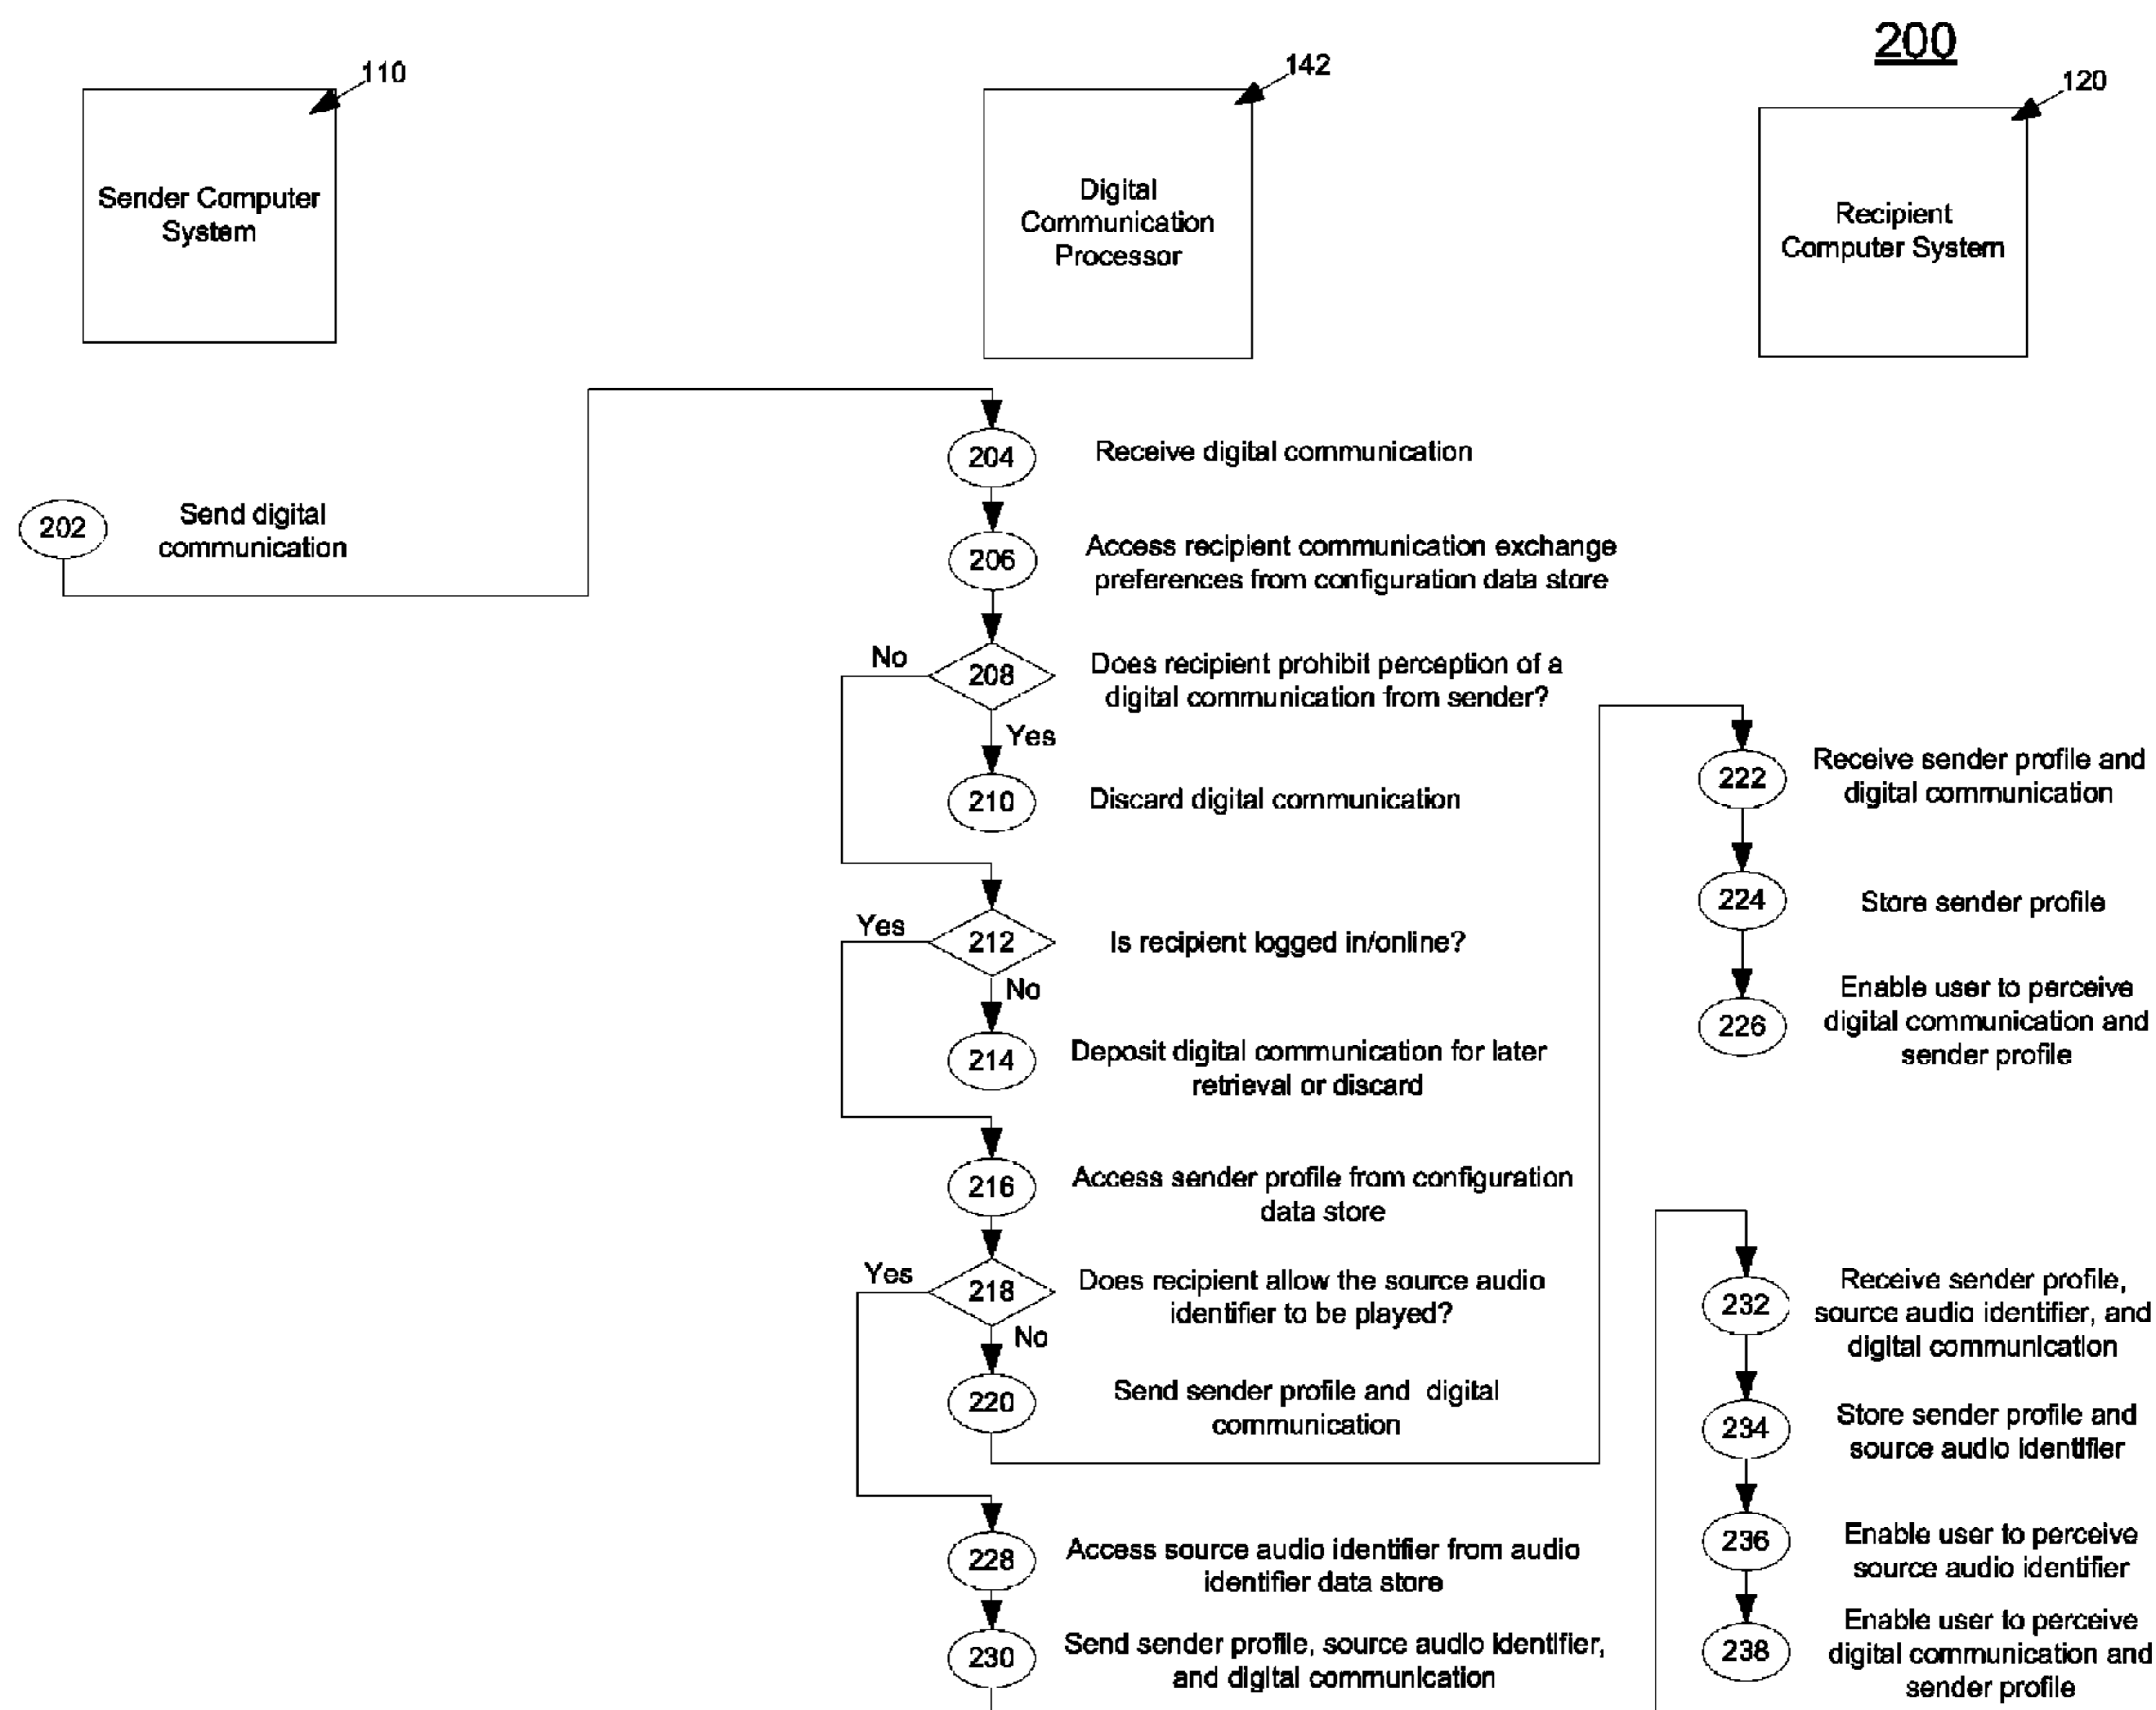 200
110
142
120
Sender Computer
System
Digital
Communication
Processor
Recipient
Computer System
204
Receive digital communication
202
Send digital
communication
206
Access recipient communication exchange
preferences from configuration data store
No
208
Does recipient prohibit perception of a
digital communication from sender?
Yes
210
Discard digital communication
Yes
212
Is recipient logged in/online?
No
214
Deposit digital communication for later
retrieval or discard
216
Access sender profile from configuration
data store
Yes
218
Does recipient allow the source audio
identifier to be played?
No
220
Send sender profile and digital
communication
228
Access source audio identifier from audio
identifier data store
230
Send sender profile, source audio identifier,
and digital communication
222
Receive sender profile and
digital communication
224
Store sender profile
226
Enable user to perceive
digital communication and
sender profile
232
Receive sender profile,
source audio identifier, and
digital communication
234
Store sender profile and
source audio identifier
236
Enable user to perceive
source audio identifier
238
Enable user to perceive
digital communication and
sender profile